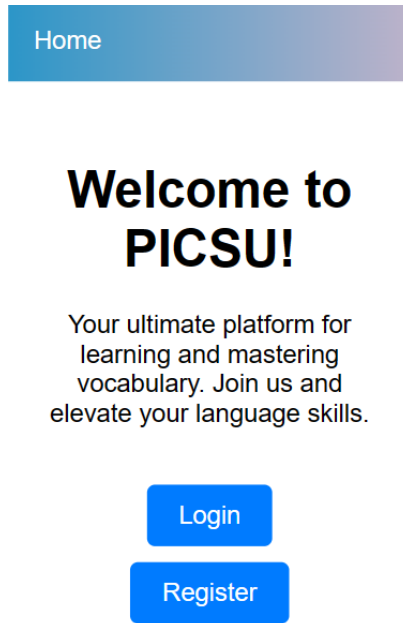 Home
Welcome to
PICSU!
Your ultimate platform for
learning and mastering
vocabulary. Join us and
elevate your language skills.
Login
Register